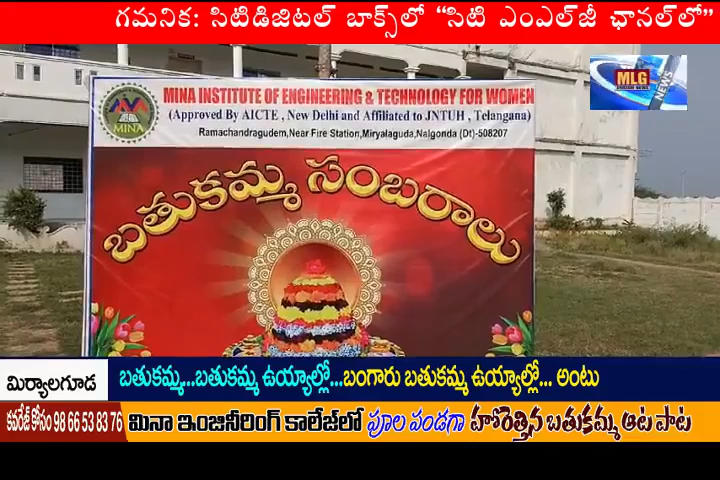 గమనిక: సిటిడిజిటల్ బాక్స్‌లో “సిటి ఎంఎల్‌జీ ఛానల్‌లో”
MLG
NEWS
MINA
MINA INSTITUTE OF ENGINEERING & TECHNOLOGY FOR WOMEN
(Approved By AICTE , New Delhi and Affiliated to JNTUH , Telangana)
Ramachandragudem,Near Fire Station,Miryalaguda,Nalgonda (Dt)-508207
బతుకమ్మ సంబరాలు
మిర్యాలగూడ
బతుకమ్మ...బతుకమ్మ ఉయ్యాల్లో...బంగారు బతుకమ్మ ఉయ్యాల్లో... అంటు
కవరేజ్ కోసం 98 66 53 83 76
మినా ఇంజనీరింగ్ కాలేజ్‌లో పూల పండగా హోరెత్తిన బతుకమ్మ ఆట పాట